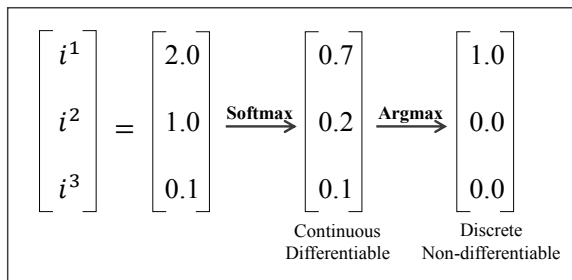 i¹ 2.0 0.7 1.0
Softmax Argmax
i² = 1.0 0.2 0.0
i³ 0.1 0.1 0.0
Continuous Discrete
Differentiable Non-differentiable